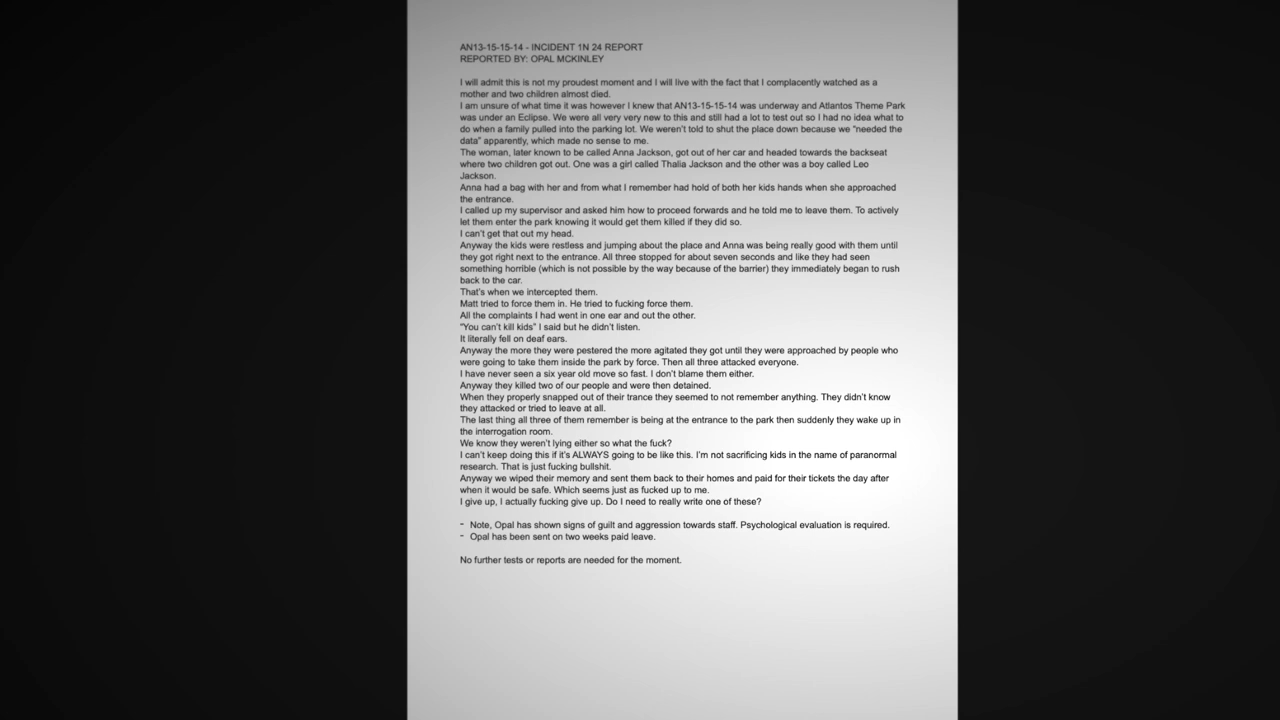 AN13-15-15-14 - INCIDENT 1N 24 REPORT
REPORTED BY: OPAL MCKINLEY
I will admit this is not my proudest moment and I will live with the fact that I complacently watched as a
mother and two children almost died.
I am unsure of what time it was however I knew that AN13-15-15-14 was underway and Atlantos Theme Park
was under an Eclipse. We were all very very new to this and still had a lot to test out so I had no idea what to
do when a family pulled into the parking lot. We weren't told to shut the place down because we "needed the
data" apparently, which made no sense to me.
The woman, later known to be called Anna Jackson, got out of her car and headed towards the backseat
where two children got out. One was a girl called Thalia Jackson and the other was a boy called Leo
Jackson.
Anna had a bag with her and from what I remember had hold of both her kids hands when she approached
the entrance.
I called up my supervisor and asked him how to proceed forwards and he told me to leave them. To actively
let them enter the park knowing it would get them killed if they did so.
I can't get that out my head.
Anyway the kids were restless and jumping about the place and Anna was being really good with them until
they got right next to the entrance. All three stopped for about seven seconds and like they had seen
something horrible (which is not possible by the way because of the barrier) they immediately began to rush
back to the car.
That's when we intercepted them.
Matt tried to force them in. He tried to fucking force them.
All the complaints I had went in one ear and out the other.
"You can't kill kids" I said but he didn't listen.
It literally fell on deaf ears.
Anyway the more they were pestered the more agitated they got until they were approached by people who
were going to take them inside the park by force. Then all three attacked everyone.
I have never seen a six year old move so fast. I don't blame them either.
Anyway they killed two of our people and were then detained.
When they properly snapped out of their trance they seemed to not remember anything. They didn't know
they attacked or tried to leave at all.
The last thing all three of them remember is being at the entrance to the park then suddenly they wake up in
the interrogation room.
We know they weren't lying either so what the fuck?
I can't keep doing this if it's ALWAYS going to be like this. I'm not sacrificing kids in the name of paranormal
research. That is just fucking bullshit.
Anyway we wiped their memory and sent them back to their homes and paid for their tickets the day after
when it would be safe. Which seems just as fucked up to me.
I give up, I actually fucking give up. Do I need to really write one of these?
- Note, Opal has shown signs of guilt and aggression towards staff. Psychological evaluation is required.
- Opal has been sent on two weeks paid leave.
No further tests or reports are needed for the moment.